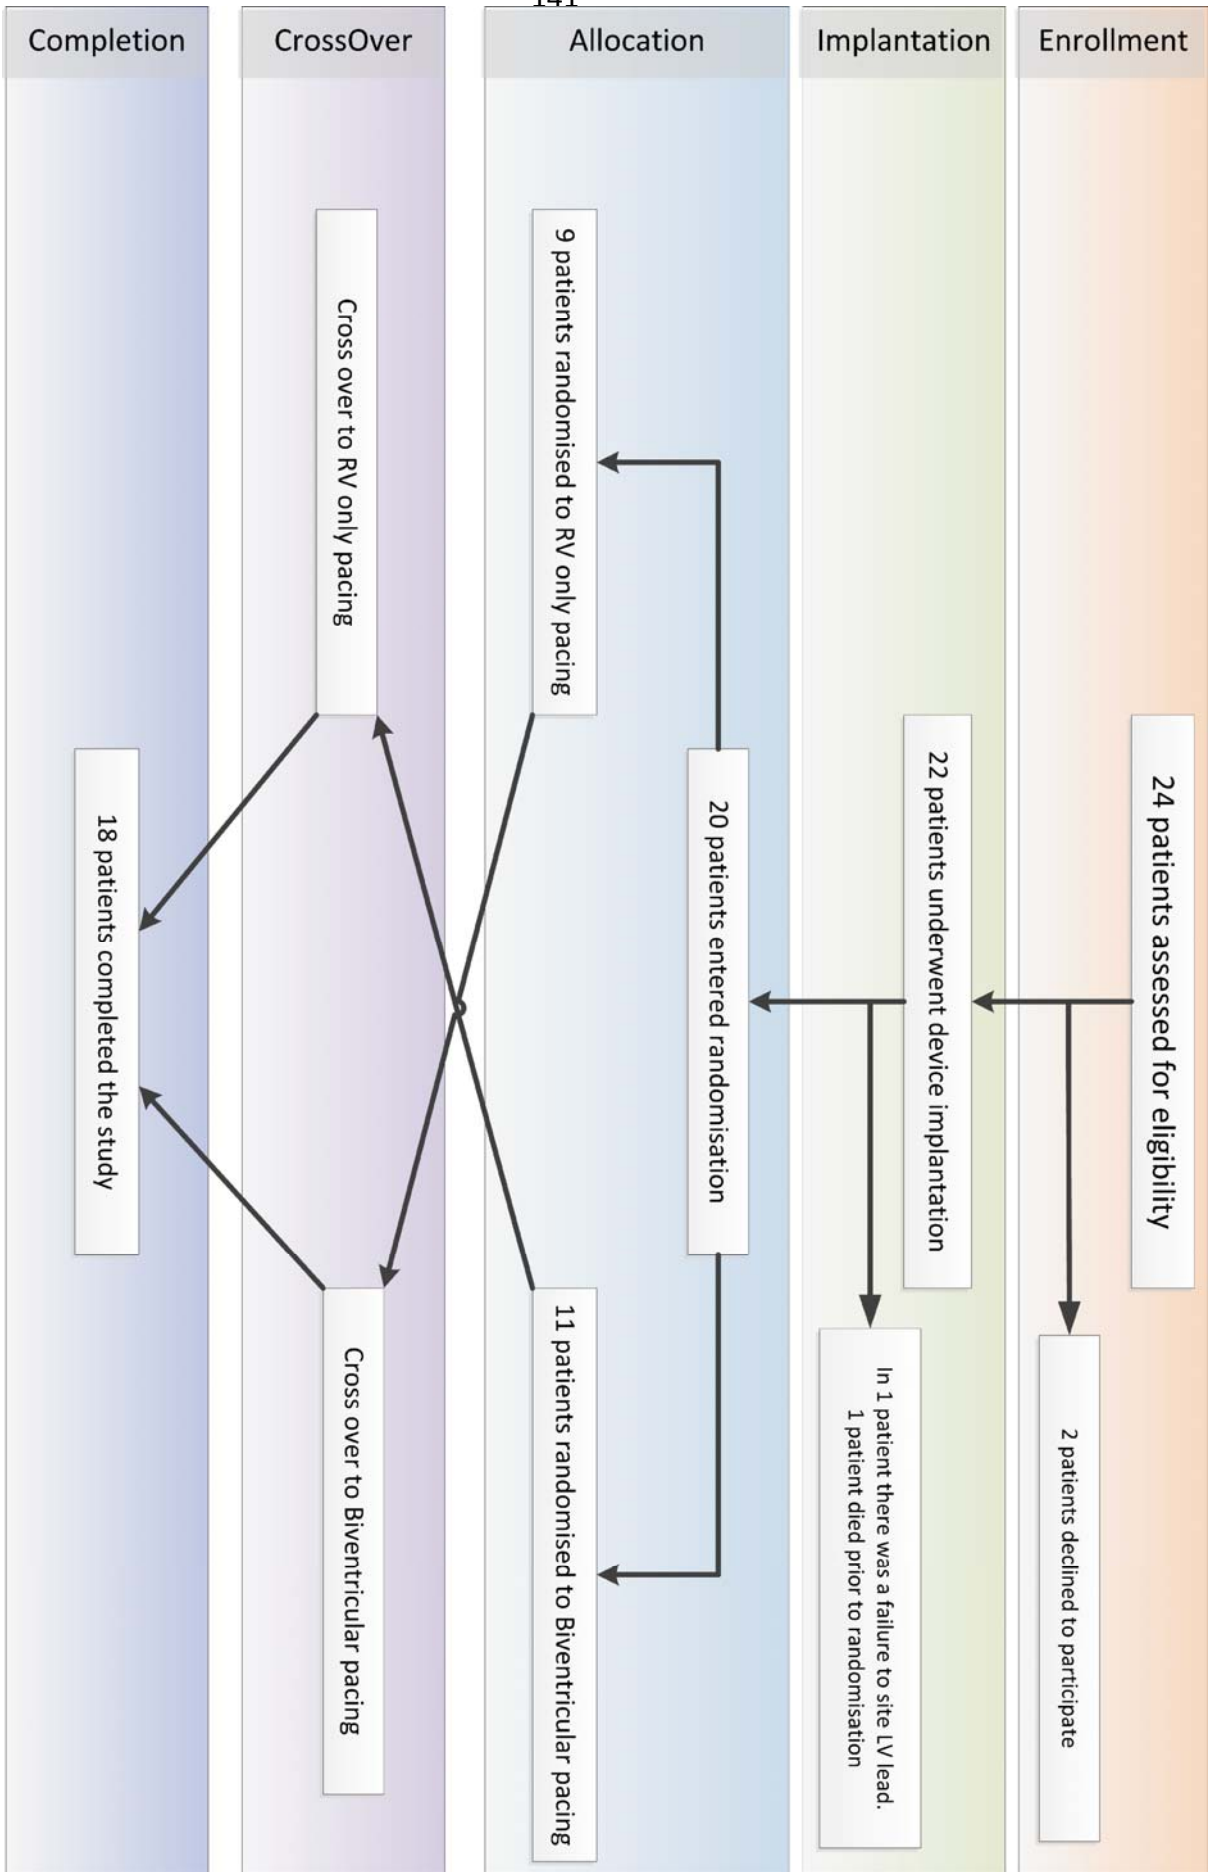 141
Enrollment
24 patients assessed for eligibility
2 patients declined to participate
Implantation
22 patients underwent device implantation
In 1 patient there was a failure to site LV lead.
1 patient died prior to randomisation
Allocation
20 patients entered randomisation
9 patients randomised to RV only pacing
11 patients randomised to Biventricular pacing
CrossOver
Cross over to RV only pacing
Cross over to Biventricular pacing
Completion
18 patients completed the study